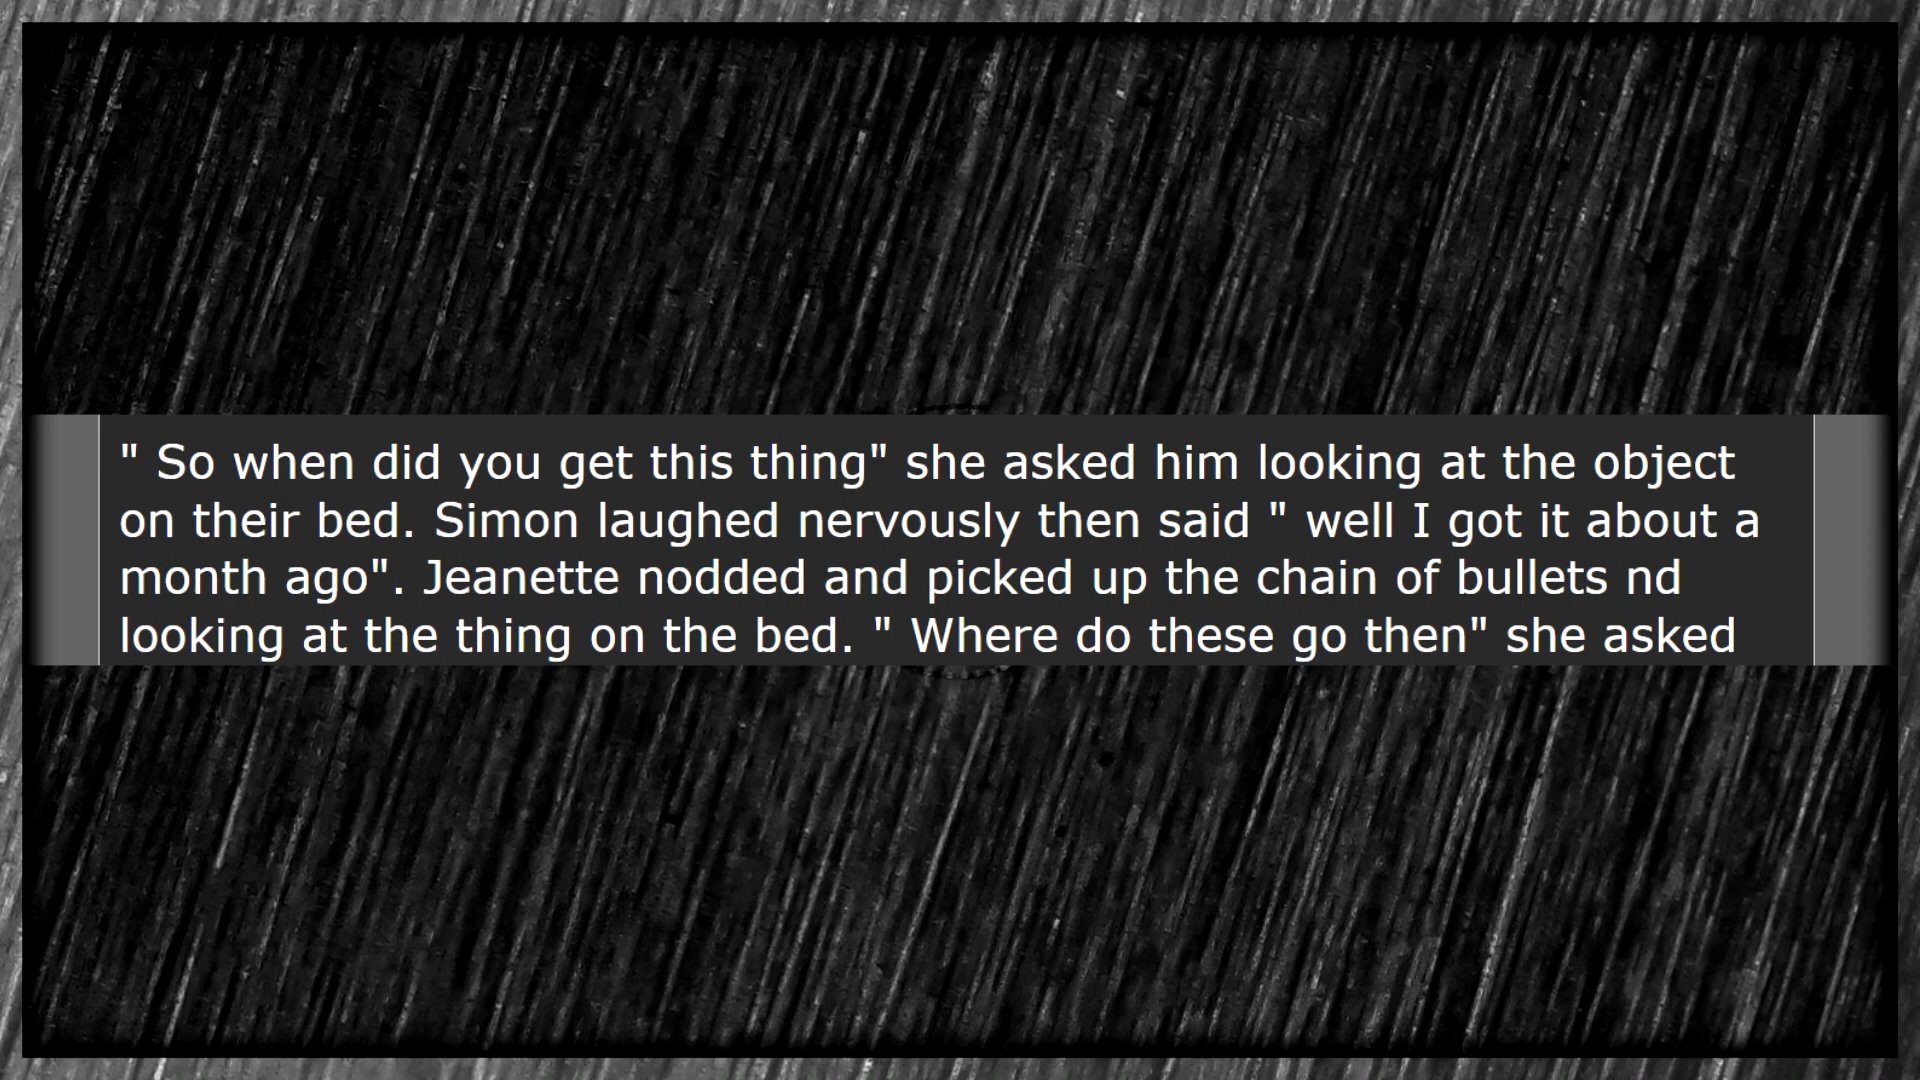 " So when did you get this thing" she asked him looking at the object
on their bed. Simon laughed nervously then said " well I got it about a
month ago". Jeanette nodded and picked up the chain of bullets nd
looking at the thing on the bed. " Where do these go then" she asked